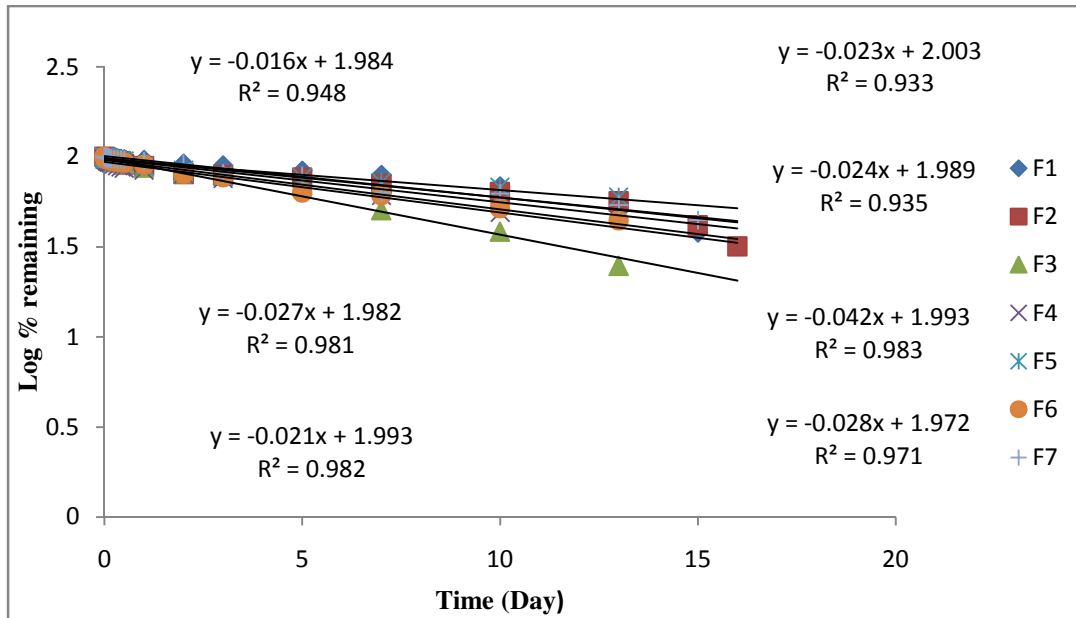 y = -0.016x + 1.984
R² = 0.948
y = -0.023x + 2.003
R² = 0.933
y = -0.024x + 1.989
R² = 0.935
y = -0.027x + 1.982
R² = 0.981
y = -0.042x + 1.993
R² = 0.983
y = -0.021x + 1.993
R² = 0.982
y = -0.028x + 1.972
R² = 0.971
Log % remaining
2.5
2
1.5
1
0.5
0
0 5 10 15 20
Time (Day)
F1
F2
F3
F4
F5
F6
F7